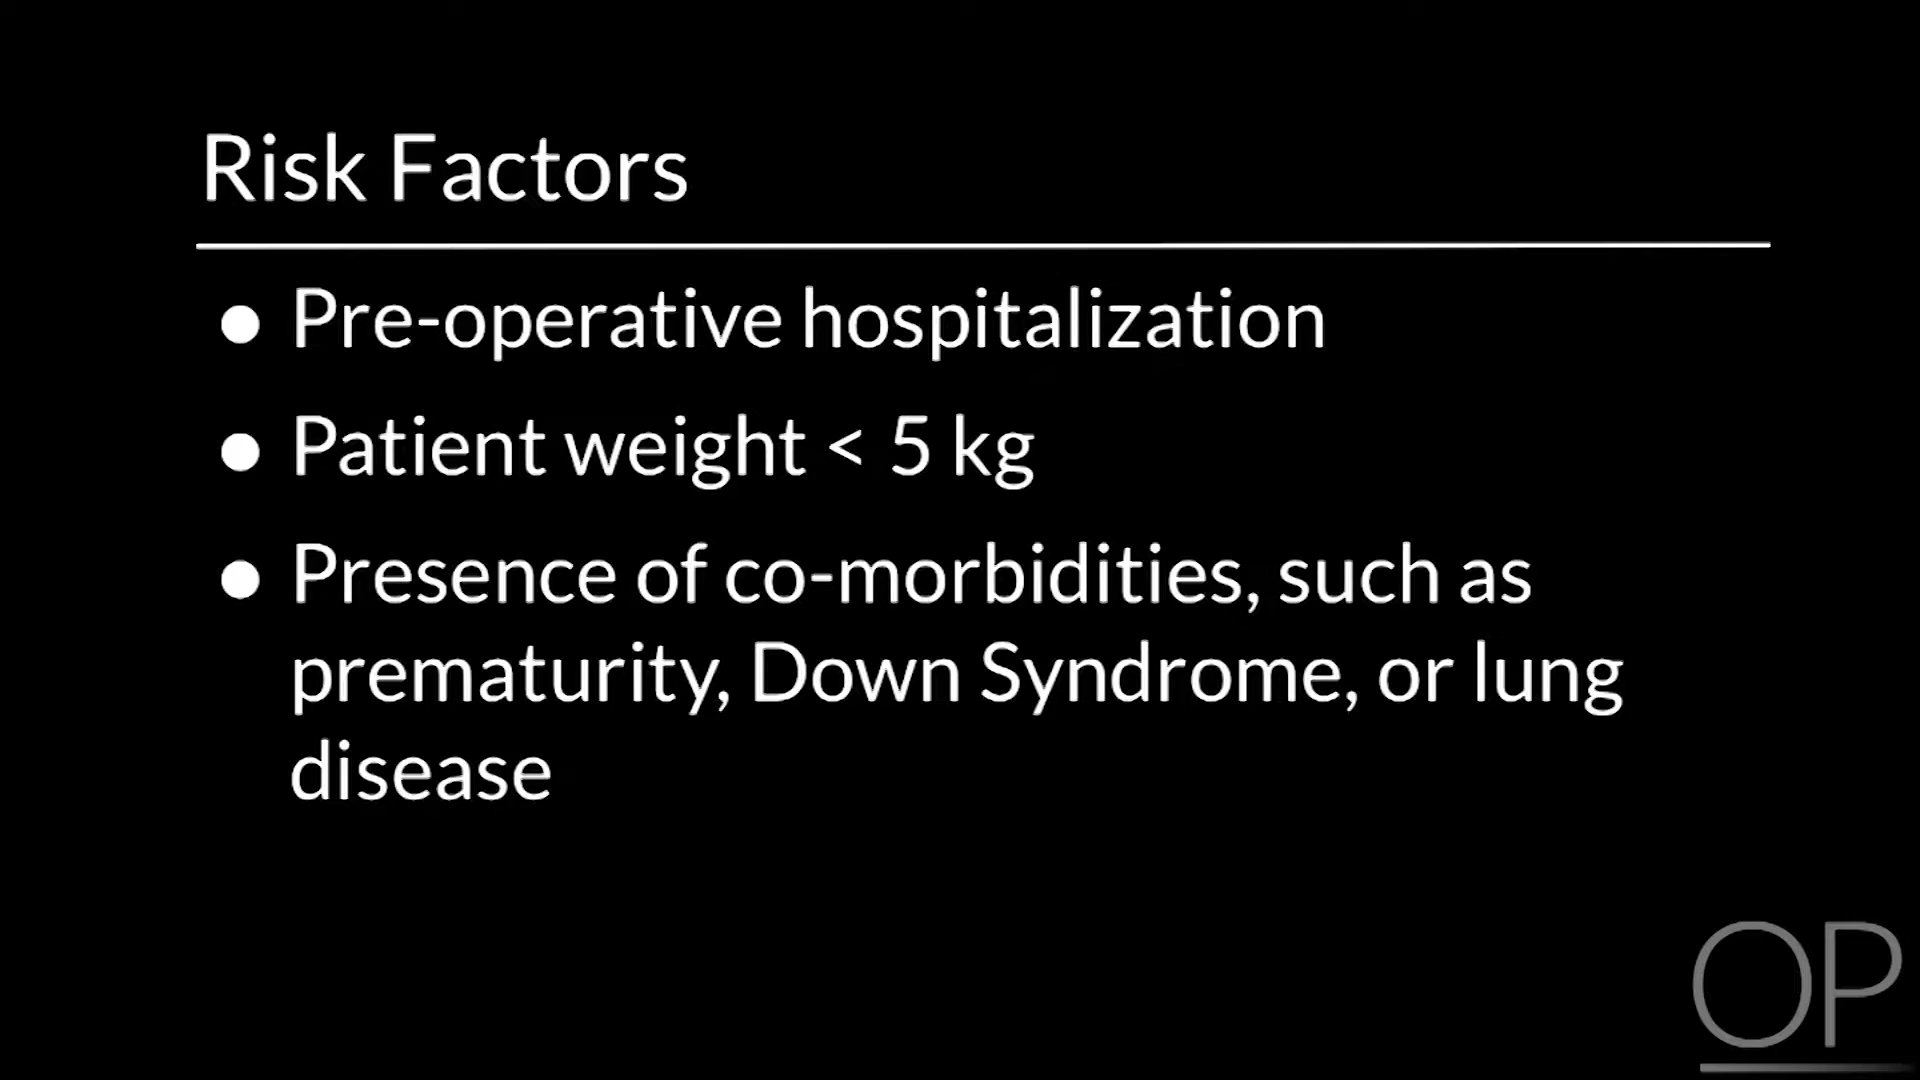 Risk Factors
● Pre-operative hospitalization
● Patient weight < 5 kg
● Presence of co-morbidities, such as
prematurity, Down Syndrome, or lung
disease
OP